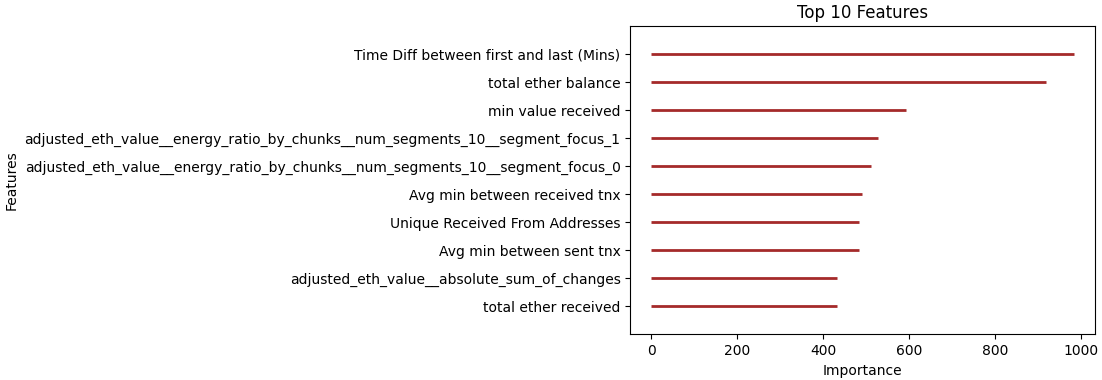 Top 10 Features
Features
Time Diff between first and last (Mins)
total ether balance
min value received
adjusted_eth_value__energy_ratio_by_chunks__num_segments_10__segment_focus_1
adjusted_eth_value__energy_ratio_by_chunks__num_segments_10__segment_focus_0
Avg min between received tnx
Unique Received From Addresses
Avg min between sent tnx
adjusted_eth_value__absolute_sum_of_changes
total ether received
0 200 400 600 800 1000
Importance